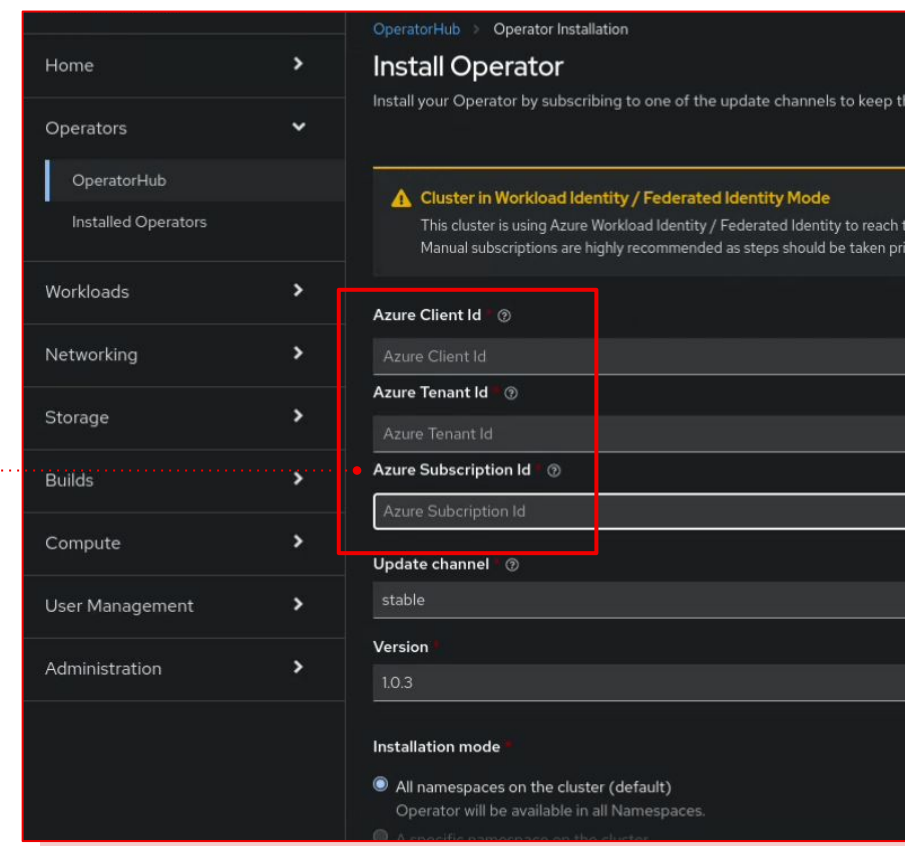 Home
Operators
OperatorHub
Installed Operators
Workloads
Networking
Storage
Builds
Compute
User Management
Administration
OperatorHub > Operator Installation
Install Operator
Install your Operator by subscribing to one of the update channels to keep
Cluster in Workload Identity / Federated Identity Mode
This cluster is using Azure Workload Identity / Federated Identity to reach
Manual subscriptions are highly recommended as steps should be taken
Azure Client Id *
Azure Client Id
Azure Tenant Id *
Azure Tenant Id
Azure Subscription Id *
Azure Subcription Id
Update channel *
stable
Version *
1.0.3
Installation mode *
All namespaces on the cluster (default)
Operator will be available in all Namespaces.
A specific namespace on the cluster